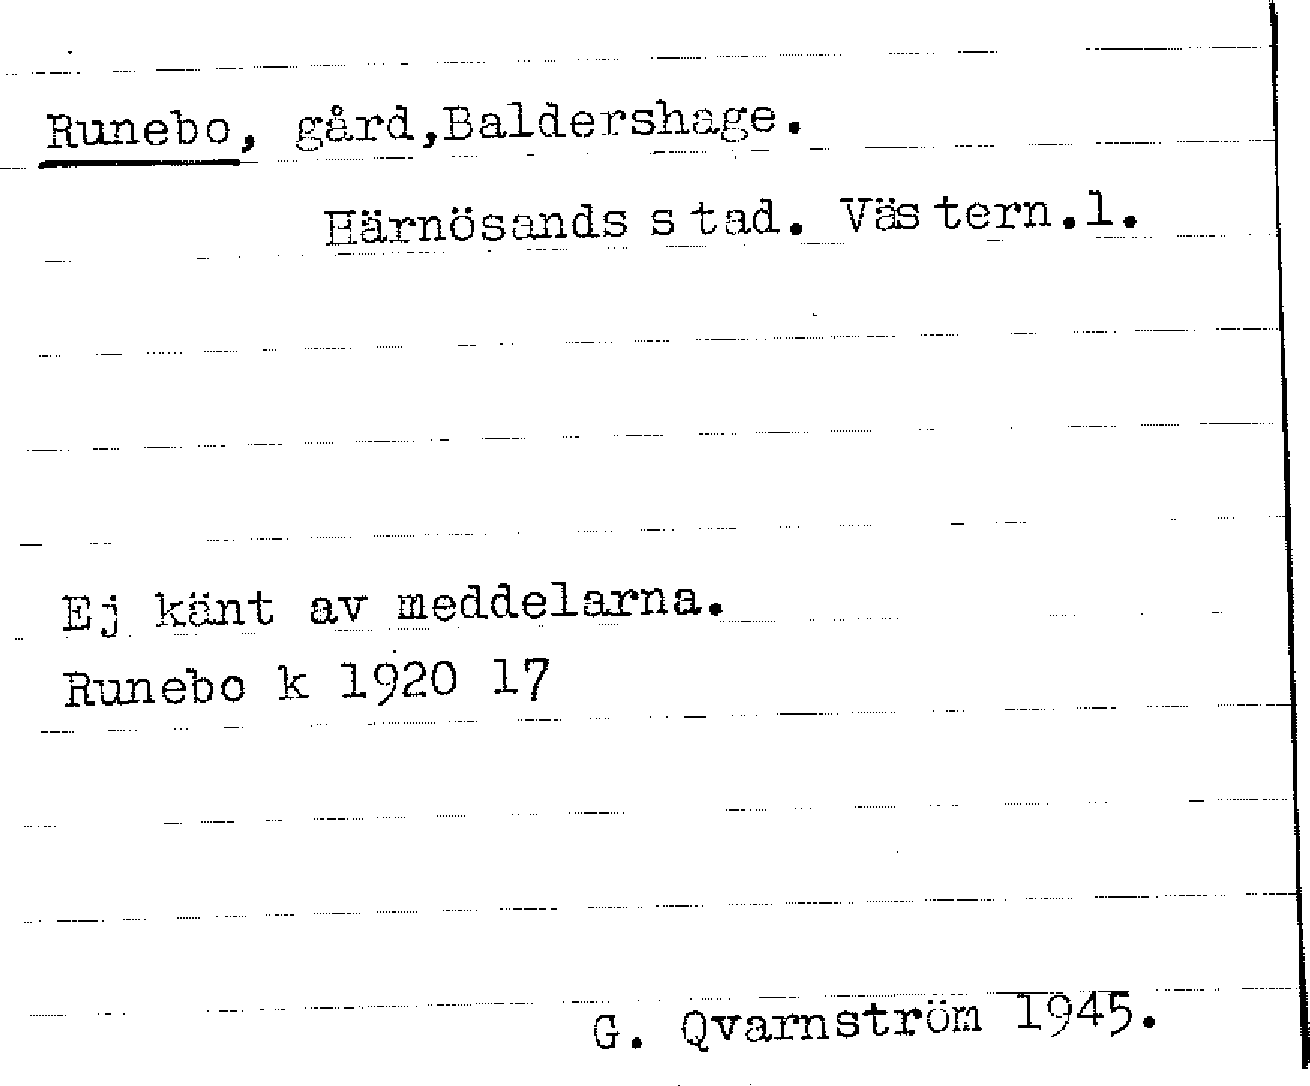 Runebo, gård,Baldershage.
Härnösands stad. Västern.l.
Ej känt av meddelarna.
Runebo k 1920 17
G. Qvarnström 1945.